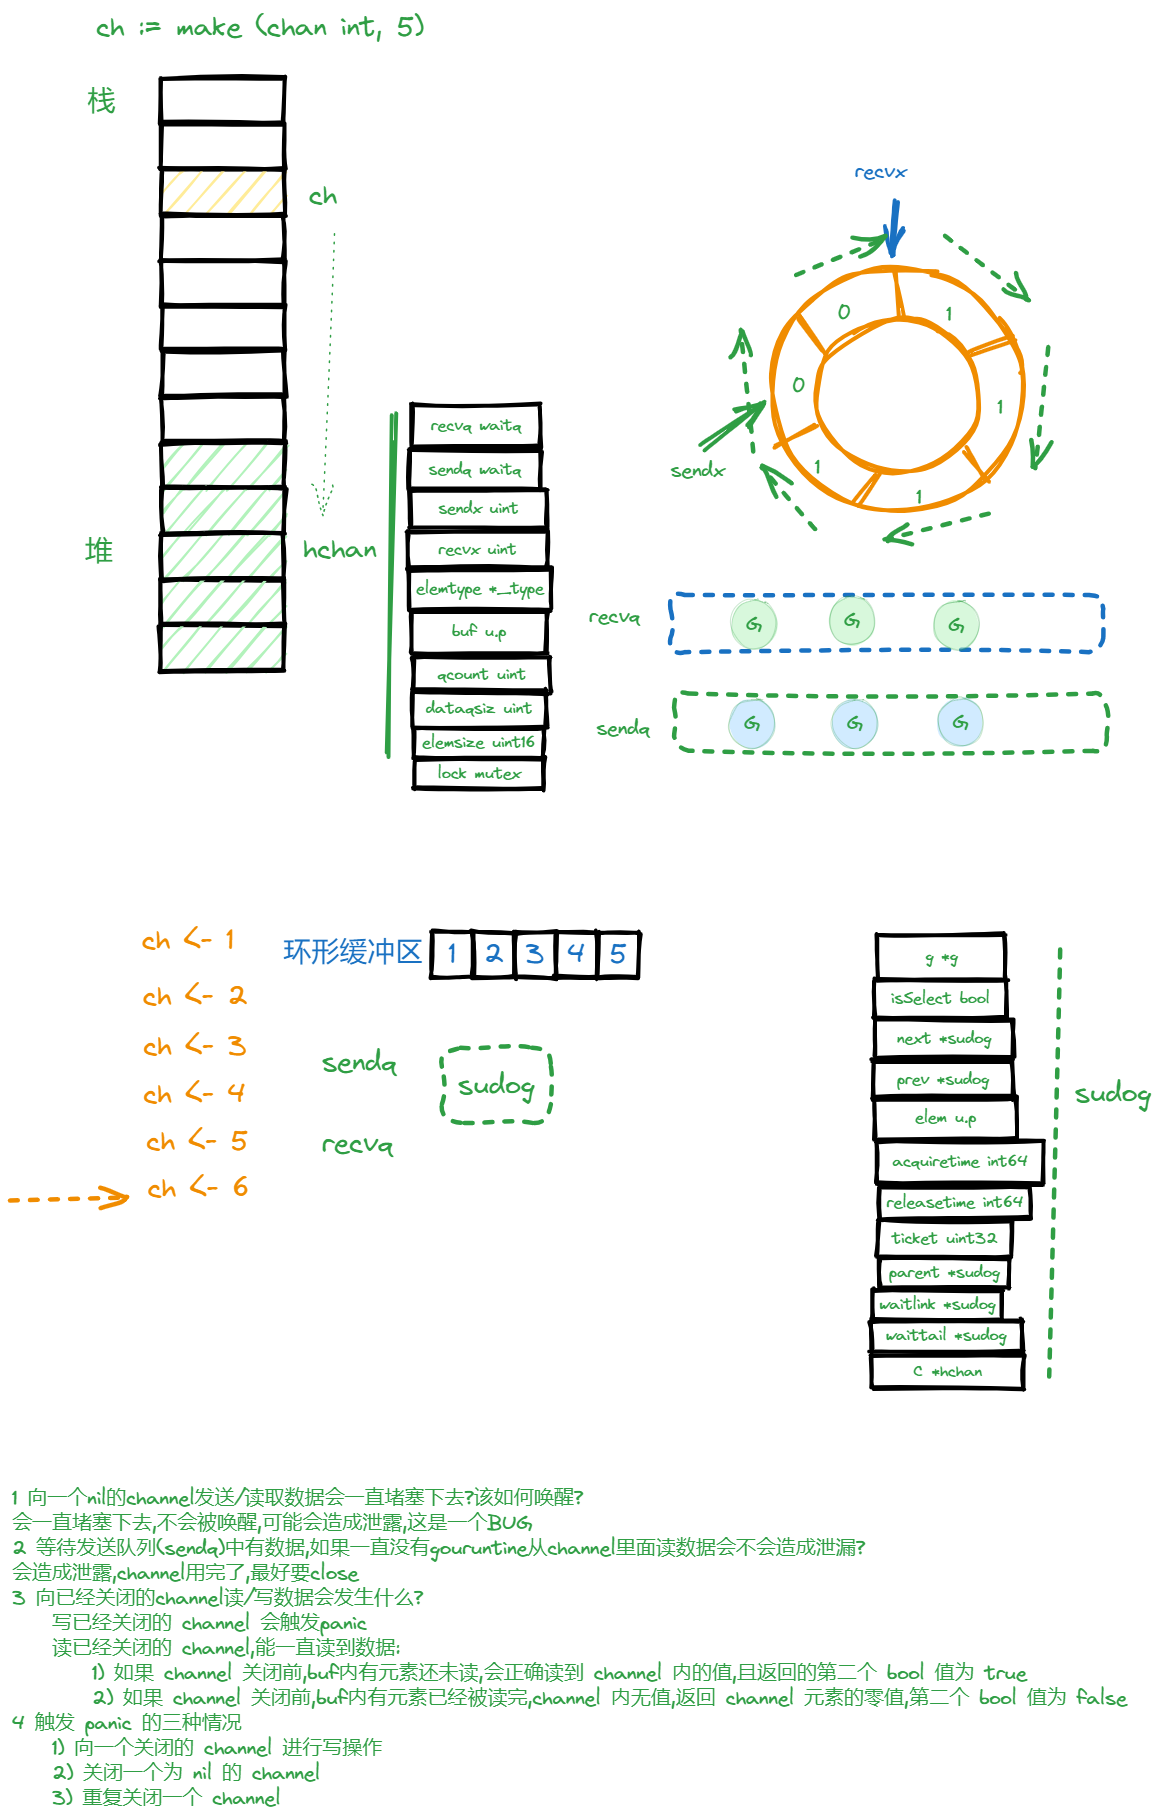 ch := make (chan int, 5)
栈
ch
堆
hchan
recvq waitq
sendq waitq
sendx uint
recvx uint
elemtype *__type
buf u.p
qcount uint
dataqsiz uint
elemsize uint16
lock mutex
recvx
0
1
0
1
1
1
sendx
recvq
G
G
G
sendq
G
G
G
ch <- 1
ch <- 2
ch <- 3
ch <- 4
ch <- 5
ch <- 6
环形缓冲区
1
2
3
4
5
sendq
sudog
recvq
g *g
isSelect bool
next *sudog
prev *sudog
elem u.p
acquiretime int64
releasetime int64
ticket uint32
parent *sudog
waitlink *sudog
waittail *sudog
C *hchan
sudog
1 向一个nil的channel发送/读取数据会一直堵塞下去?该如何唤醒?
会一直堵塞下去,不会被唤醒,可能会造成泄露,这是一个BUG
2 等待发送队列(sendq)中有数据,如果一直没有gouruntine从channel里面读数据会不会造成泄漏?
会造成泄露,channel用完了,最好要close
3 向已经关闭的channel读/写数据会发生什么?
写已经关闭的 channel 会触发panic
读已经关闭的 channel,能一直读到数据:
1) 如果 channel 关闭前,buf内有元素还未读,会正确读到 channel 内的值,且返回的第二个 bool 值为 true
2) 如果 channel 关闭前,buf内有元素已经被读完,channel 内无值,返回 channel 元素的零值,第二个 bool 值为 false
4 触发 panic 的三种情况
1) 向一个关闭的 channel 进行写操作
2) 关闭一个为 nil 的 channel
3) 重复关闭一个 channel